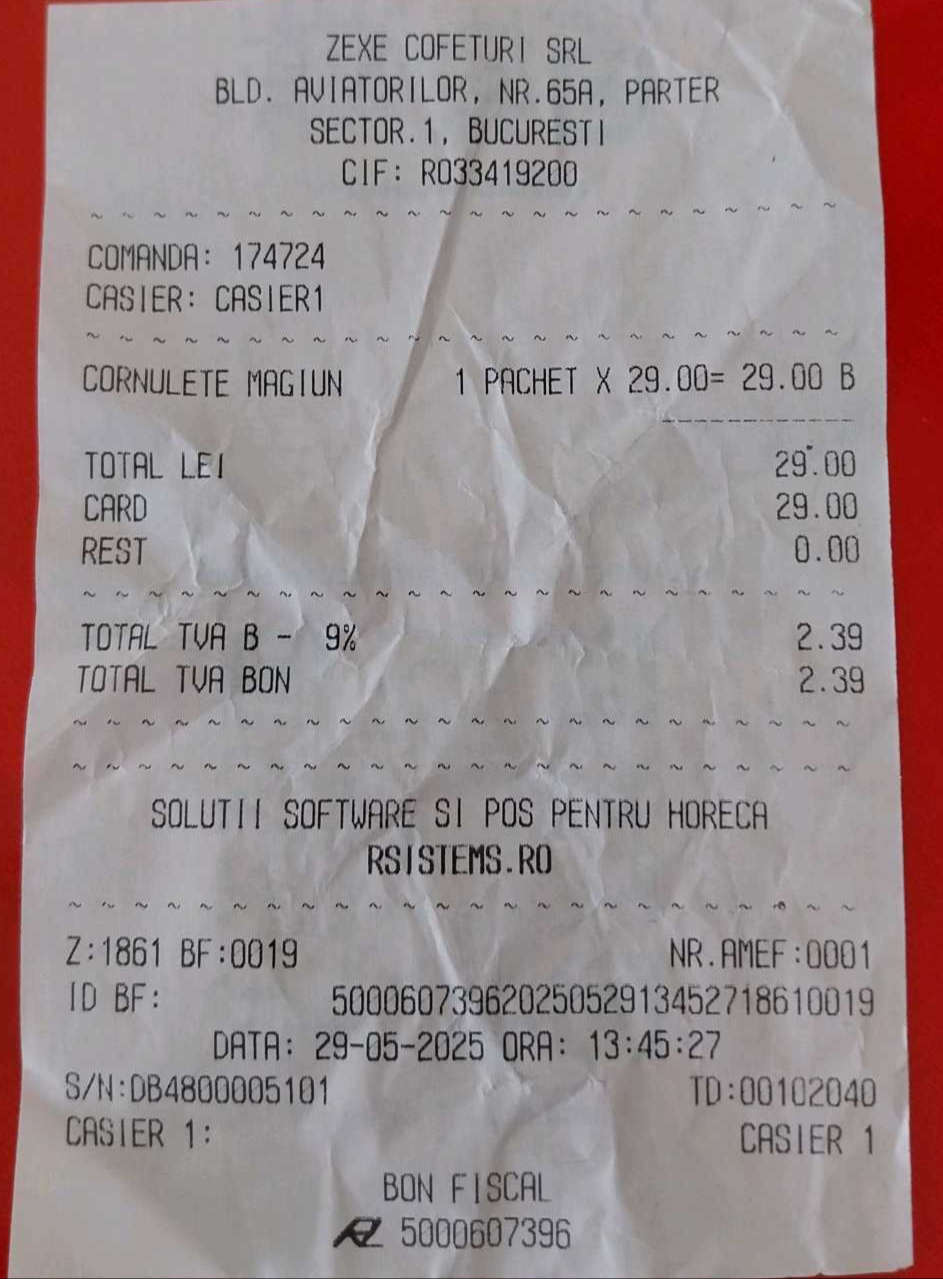 ZEXE COFETURI SRL
BLD. AVIATORILOR, NR.65A, PARTER
SECTOR.1, BUCURESTI
CIF: RO33419200
~ ~ ~ ~ ~ ~ ~ ~ ~ ~ ~ ~ ~ ~ ~ ~ ~ ~ ~ ~ ~ ~ ~ ~
COMANDA: 174724
CASIER: CASIER1
~ ~ ~ ~ ~ ~ ~ ~ ~ ~ ~ ~ ~ ~ ~ ~ ~ ~ ~ ~ ~ ~ ~ ~
CORNULETE MAGIUN 1 PACHET X 29.00= 29.00 B
---------------
TOTAL LEI 29.00
CARD 29.00
REST 0.00
~ ~ ~ ~ ~ ~ ~ ~ ~ ~ ~ ~ ~ ~ ~ ~ ~ ~ ~ ~ ~ ~ ~ ~
TOTAL TVA B - 9% 2.39
TOTAL TVA BON 2.39
~ ~ ~ ~ ~ ~ ~ ~ ~ ~ ~ ~ ~ ~ ~ ~ ~ ~ ~ ~ ~ ~ ~ ~
~ ~ ~ ~ ~ ~ ~ ~ ~ ~ ~ ~ ~ ~ ~ ~ ~ ~ ~ ~ ~ ~ ~ ~
SOLUTII SOFTWARE SI POS PENTRU HORECA
RSISTEMS.RO
~ ~ ~ ~ ~ ~ ~ ~ ~ ~ ~ ~ ~ ~ ~ ~ ~ ~ ~ ~ ~ ~ ~ ~
Z:1861 BF:0019 NR.AMEF:0001
ID BF: 50006073962025052913452718610019
DATA: 29-05-2025 ORA: 13:45:27
S/N:DB4800005101 TD:00102040
CASIER 1: CASIER 1
BON FISCAL
5000607396